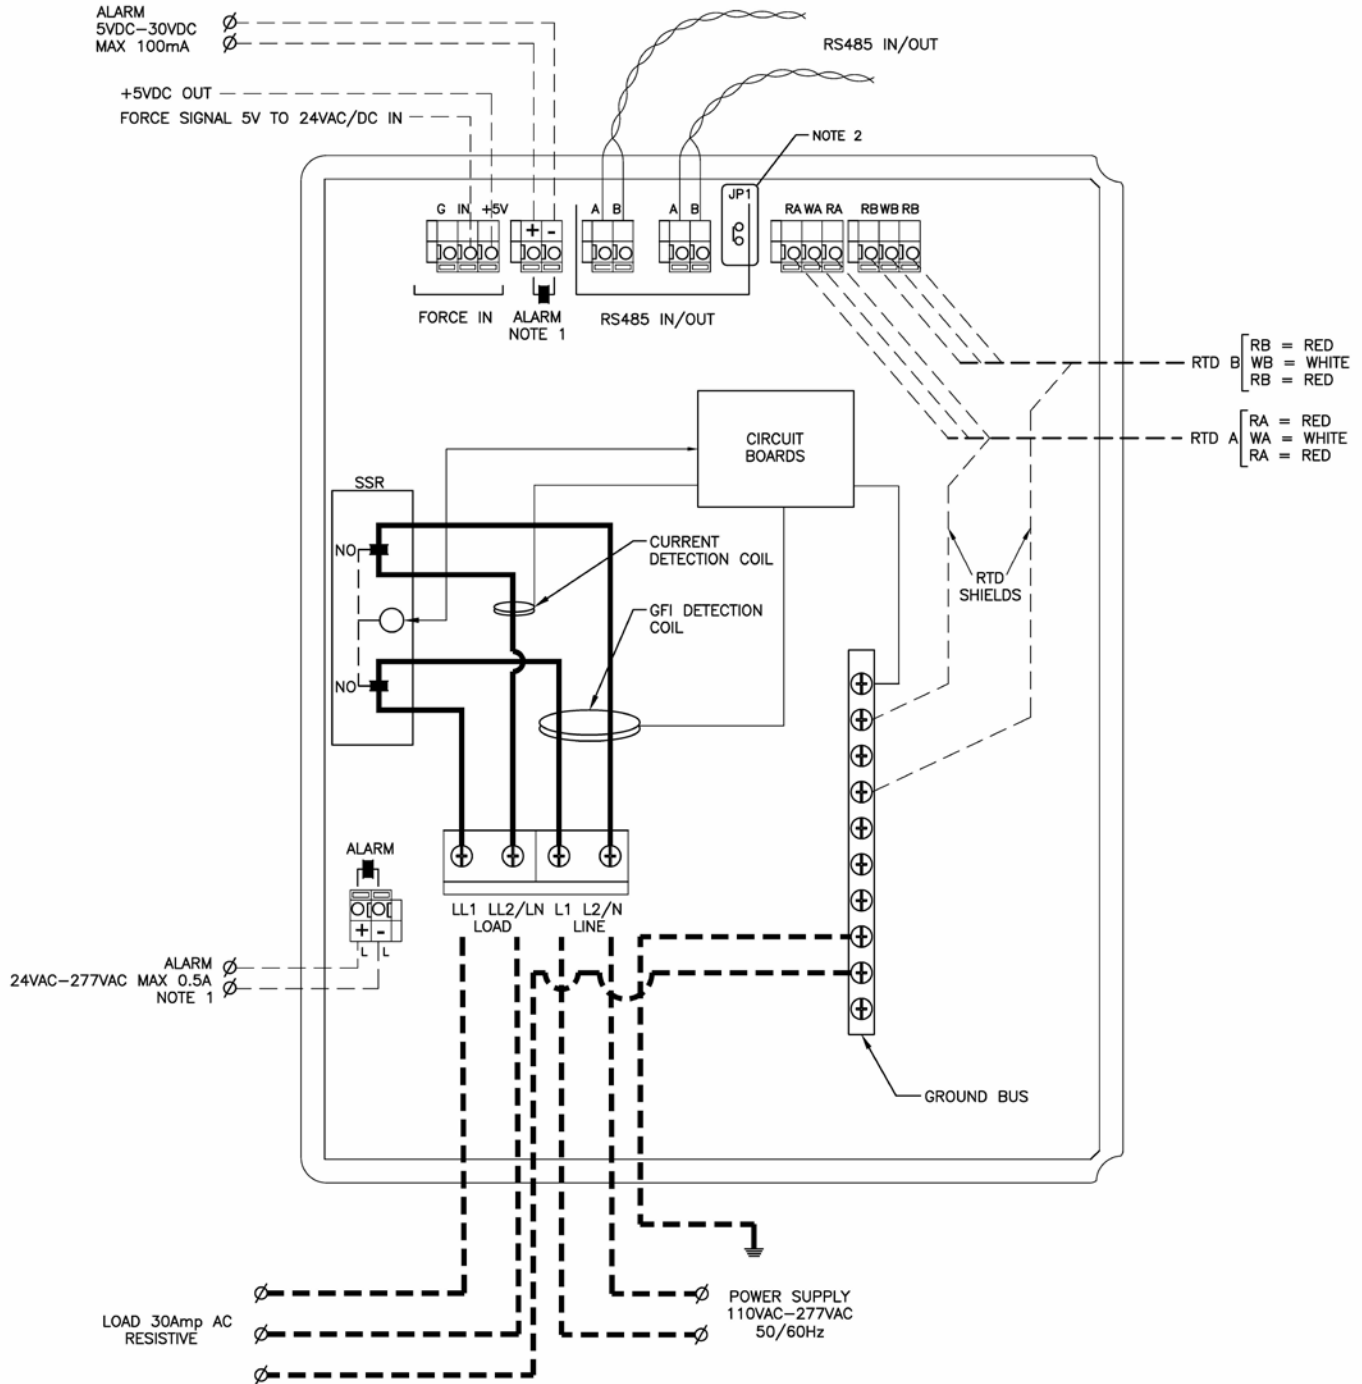 ALARM
5VDC-30VDC
MAX 100mA
RS485 IN/OUT
+5VDC OUT
FORCE SIGNAL 5V TO 24VAC/DC IN
NOTE 2
JP1
G IN +5V
+ -
A B
A B
RA WA RA
RB WB RB
FORCE IN
ALARM
NOTE 1
RS485 IN/OUT
RTD B
RB = RED
WB = WHITE
RB = RED
RTD A
RA = RED
WA = WHITE
RA = RED
CIRCUIT
BOARDS
SSR
NO
CURRENT
DETECTION COIL
RTD
SHIELDS
GFI DETECTION
COIL
NO
ALARM
+ -
L L
LL1 LL2/LN L1 L2/N
LOAD LINE
ALARM
24VAC-277VAC MAX 0.5A
NOTE 1
GROUND BUS
LOAD 30Amp AC
RESISTIVE
POWER SUPPLY
110VAC-277VAC
50/60Hz